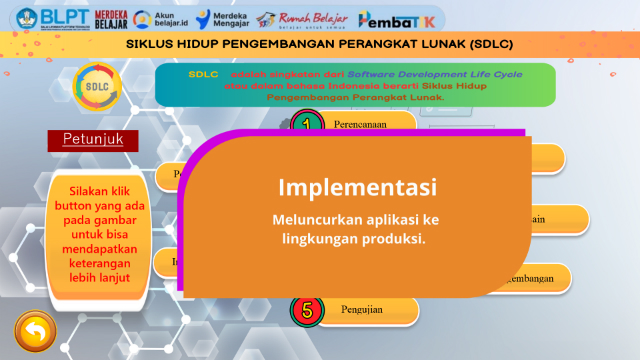 BLPT
MERDEKA BELAJAR
Akun belajar.id
Merdeka Mengajar
Rumah Belajar
belajar untuk semua
PembaTIK
SIKLUS HIDUP PENGEMBANGAN PERANGKAT LUNAK (SDLC)
SDLC
SDLC adalah singkatan dari Software Development Life Cycle
atau dalam bahasa Indonesia berarti Siklus Hidup
Pengembangan Perangkat Lunak.
Petunjuk
Silakan klik
button yang ada
pada gambar
untuk bisa
mendapatkan
keterangan
lebih lanjut
1
Perencanaan
Implementasi
Meluncurkan aplikasi ke
lingkungan produksi.
5
Pengujian